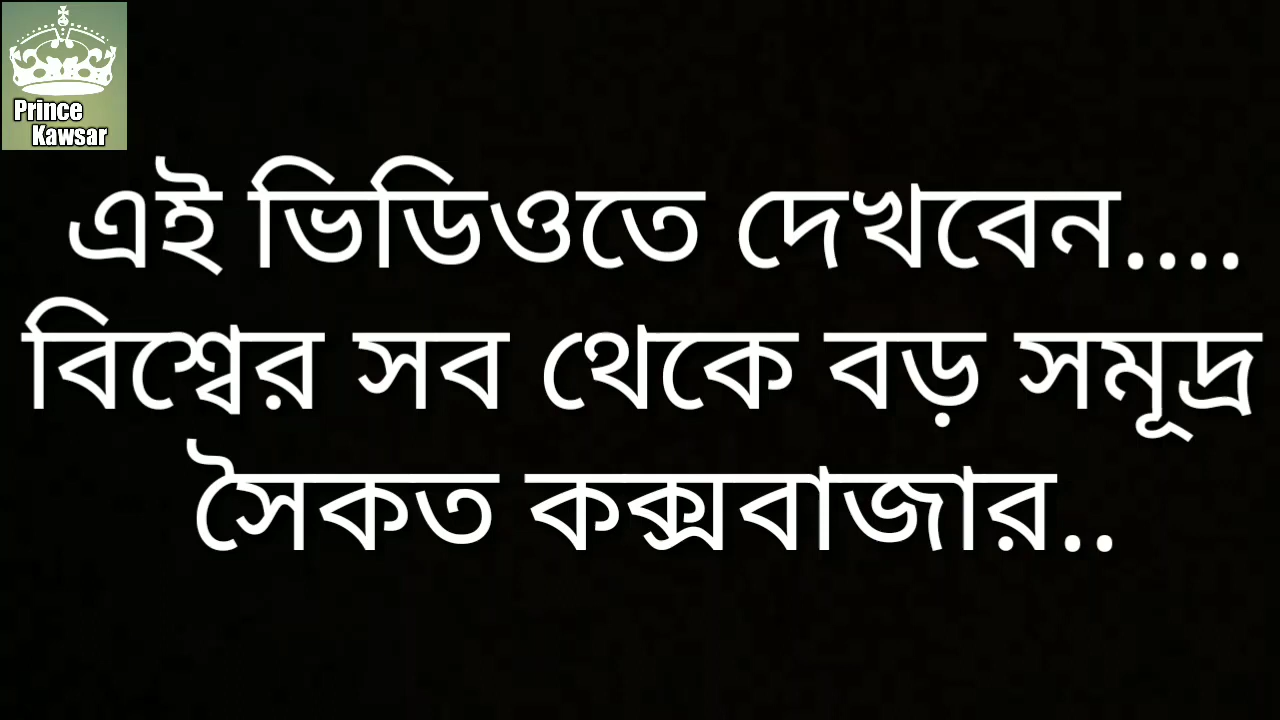 Prince
Kawsar
এই ভিডিওতে দেখবেন....
বিশ্বের সব থেকে বড় সমূদ্র
সৈকত কক্সবাজার..